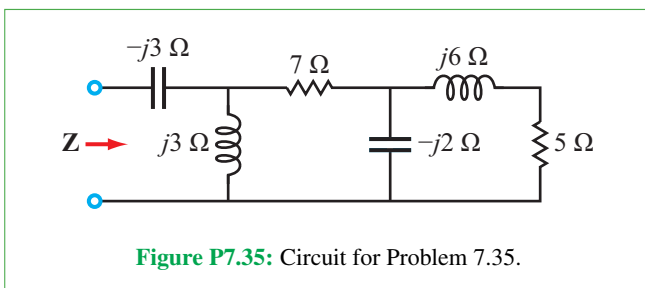 −j3 Ω
7 Ω
j6 Ω
Z
j3 Ω
−j2 Ω
5 Ω
Figure P7.35: Circuit for Problem 7.35.